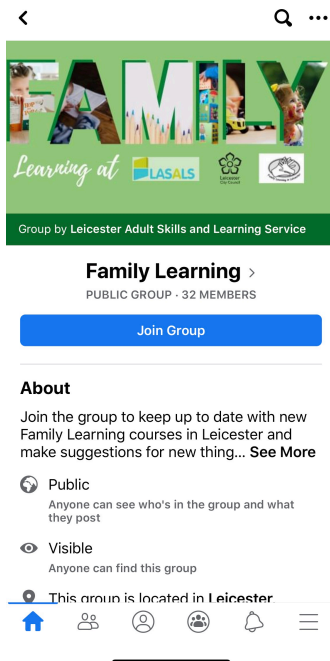 FAMILY
Learning at
LASALS
Leicester
City Council
Group by Leicester Adult Skills and Learning Service
Family Learning
PUBLIC GROUP · 32 MEMBERS
Join Group
About
Join the group to keep up to date with new
Family Learning courses in Leicester and
make suggestions for new thing... See More
Public
Anyone can see who's in the group and what
they post
Visible
Anyone can find this group
This group is located in Leicester.